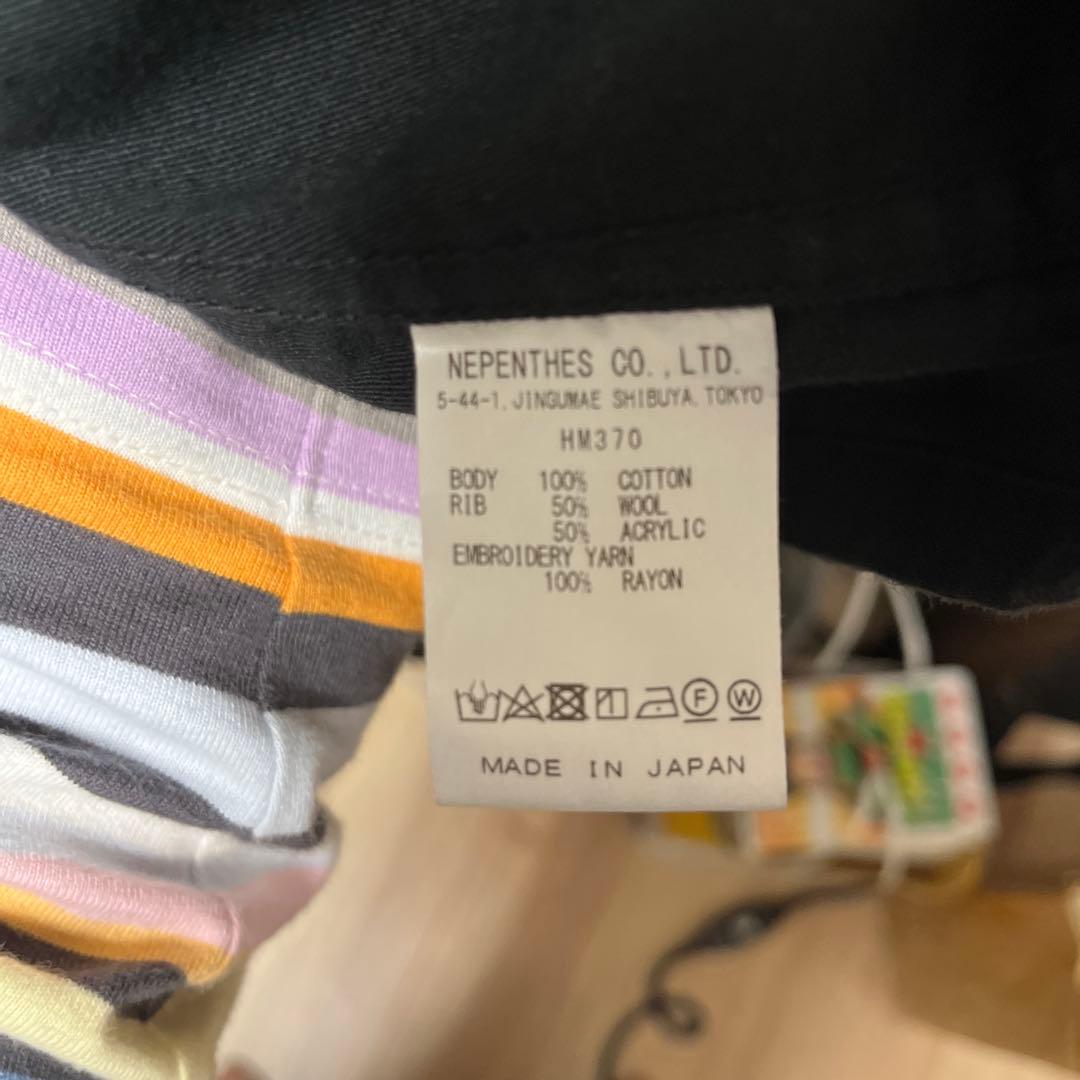 NEPENTHES CO.,LTD.
5-44-1, JINGUMAE SHIBUYA, TOKYO
HM370
BODY 100% COTTON
RIB 50% WOOL
50% ACRYLIC
EMBROIDERY YARN
100% RAYON
F W
MADE IN JAPAN